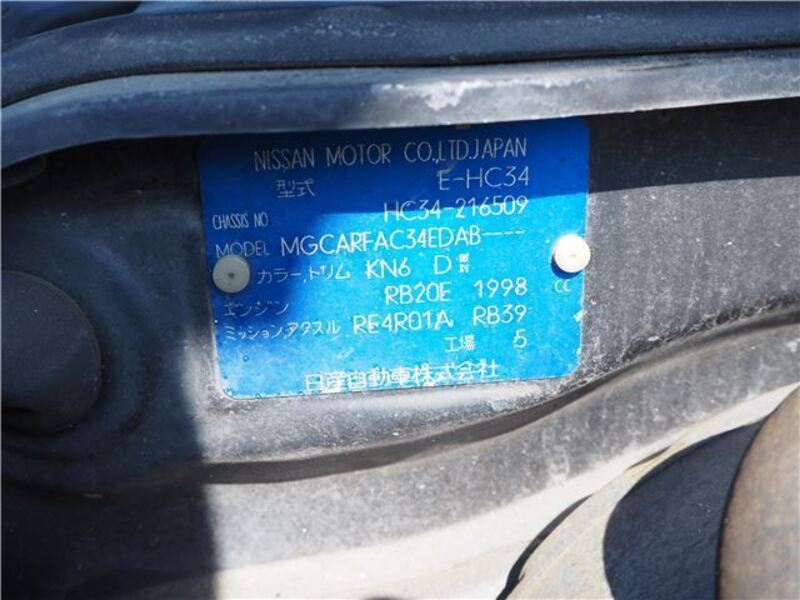 NISSAN MOTOR CO.,LTD.JAPAN
型式 E-HC34
CHASSIS NO HC34-216509
MODEL MGCARFAC34EDAB----
カラー,トリム KN6 D
エンジン RB20E 1998 CC
ミッション,アクスル RE4R01A RB39
工場 5
日産自動車株式会社